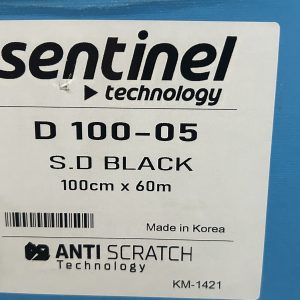 sentinel
technology
D 100-05
S.D BLACK
100cm x 60m
Made in Korea
ANTI SCRATCH
Technology
KM-1421